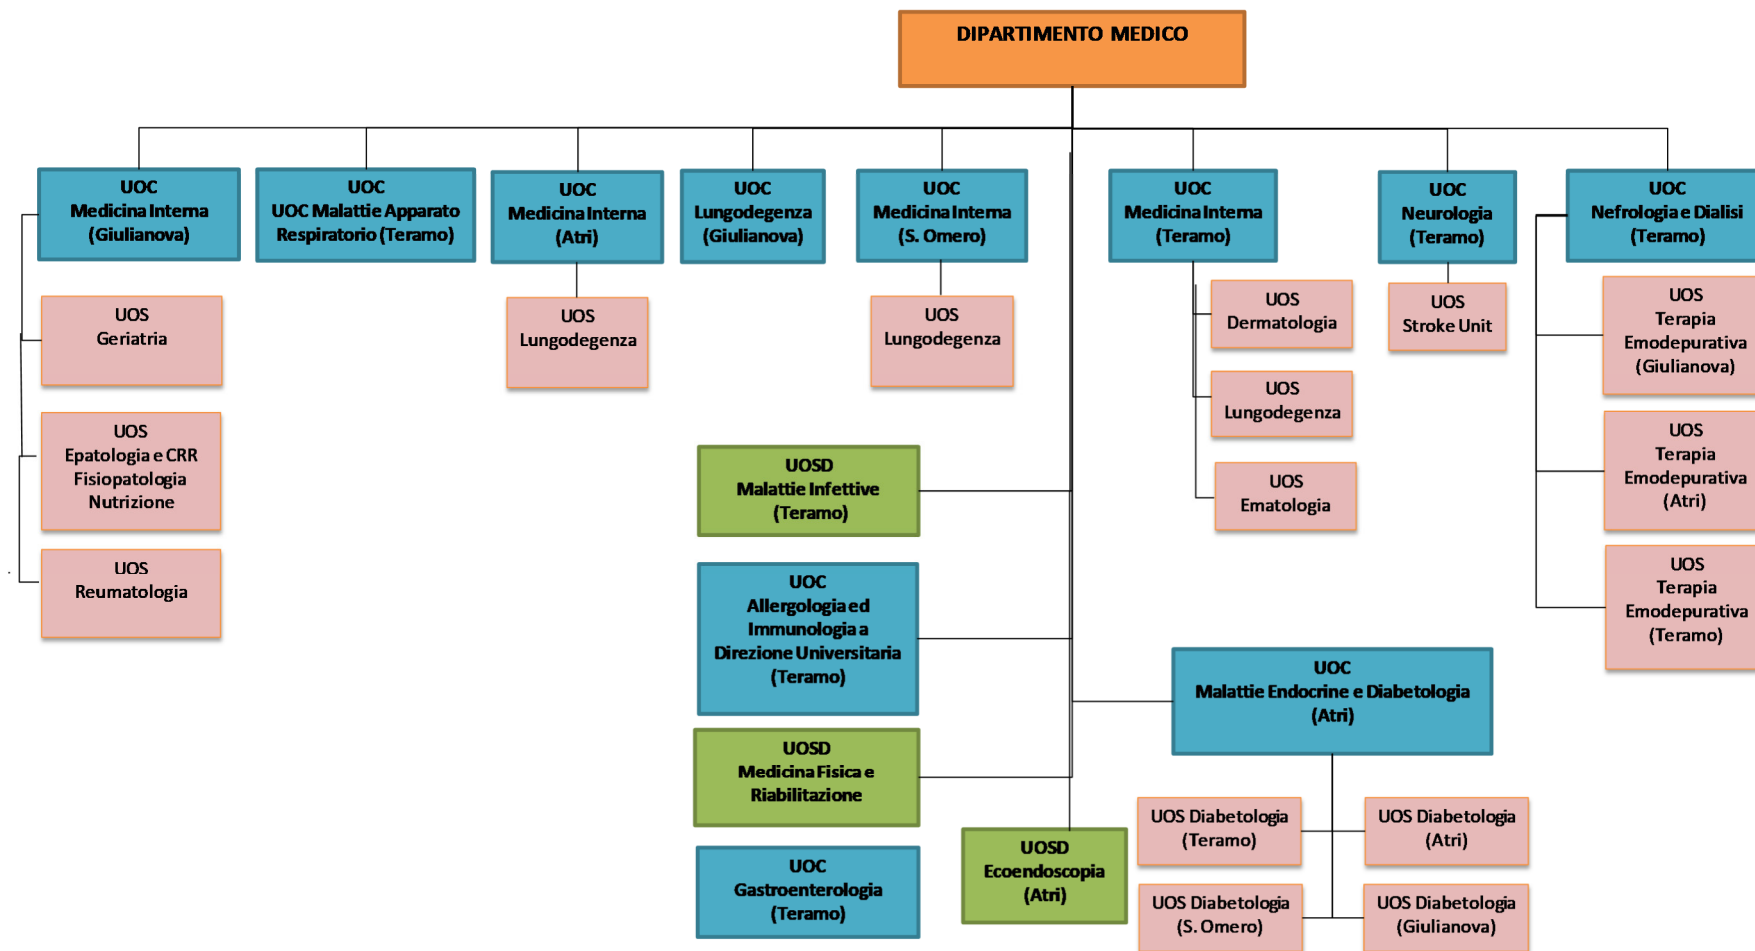 DIPARTIMENTO MEDICO
UOC
Medicina Interna
(Giulianova)
UOC
UOC Malattie Apparato
Respiratorio (Teramo)
UOC
Medicina Interna
(Atri)
UOC
Lungodegenza
(Giulianova)
UOC
Medicina Interna
(S. Omero)
UOC
Medicina Interna
(Teramo)
UOC
Neurologia
(Teramo)
UOC
Nefrologia e Dialisi
(Teramo)
UOS
Geriatria
UOS
Epatologia e CRR
Fisiopatologia
Nutrizione
UOS
Reumatologia
UOS
Lungodegenza
UOS
Lungodegenza
UOS
Dermatologia
UOS
Lungodegenza
UOS
Ematologia
UOS
Stroke Unit
UOS
Terapia
Emodepurativa
(Giulianova)
UOS
Terapia
Emodepurativa
(Atri)
UOS
Terapia
Emodepurativa
(Teramo)
UOSD
Malattie Infettive
(Teramo)
UOC
Allergologia ed
Immunologia a
Direzione Universitaria
(Teramo)
UOSD
Medicina Fisica e
Riabilitazione
UOC
Gastroenterologia
(Teramo)
UOSD
Ecoendoscopia
(Atri)
UOC
Malattie Endocrine e Diabetologia
(Atri)
UOS Diabetologia
(Teramo)
UOS Diabetologia
(Atri)
UOS Diabetologia
(S. Omero)
UOS Diabetologia
(Giulianova)